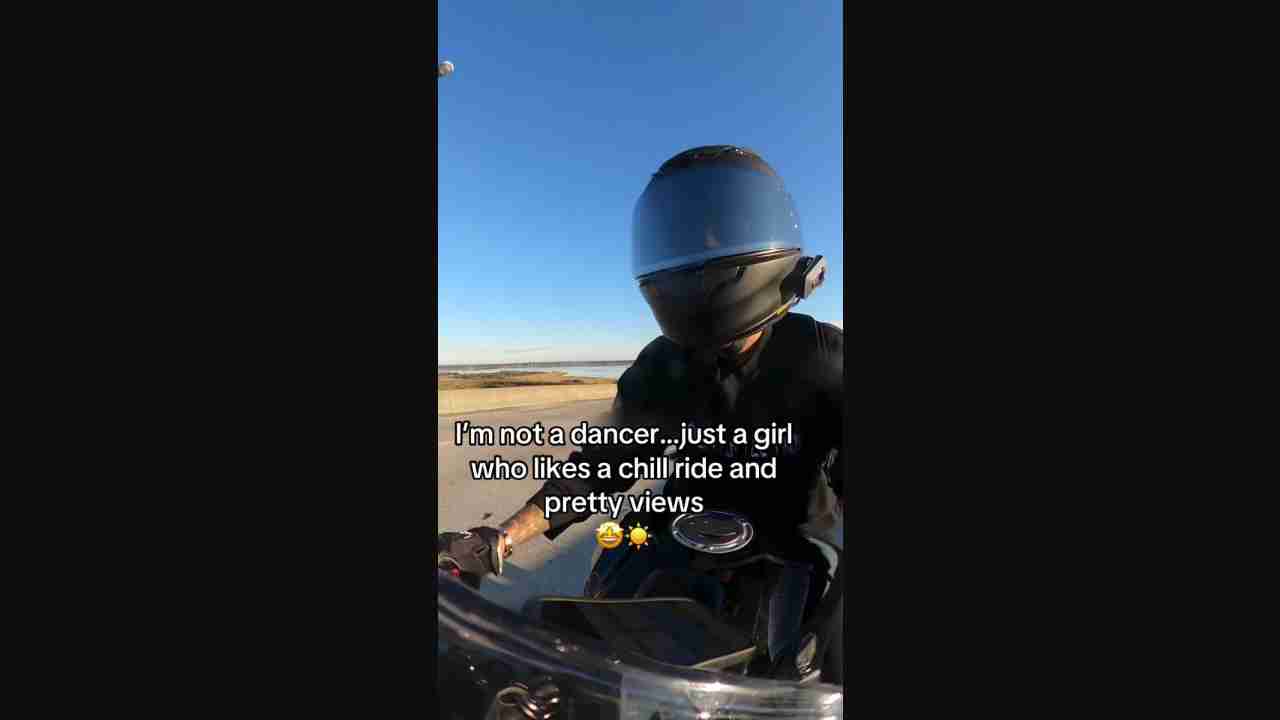 I'm not a dancer...just a girl
who likes a chill ride and
pretty views
🤩☀️